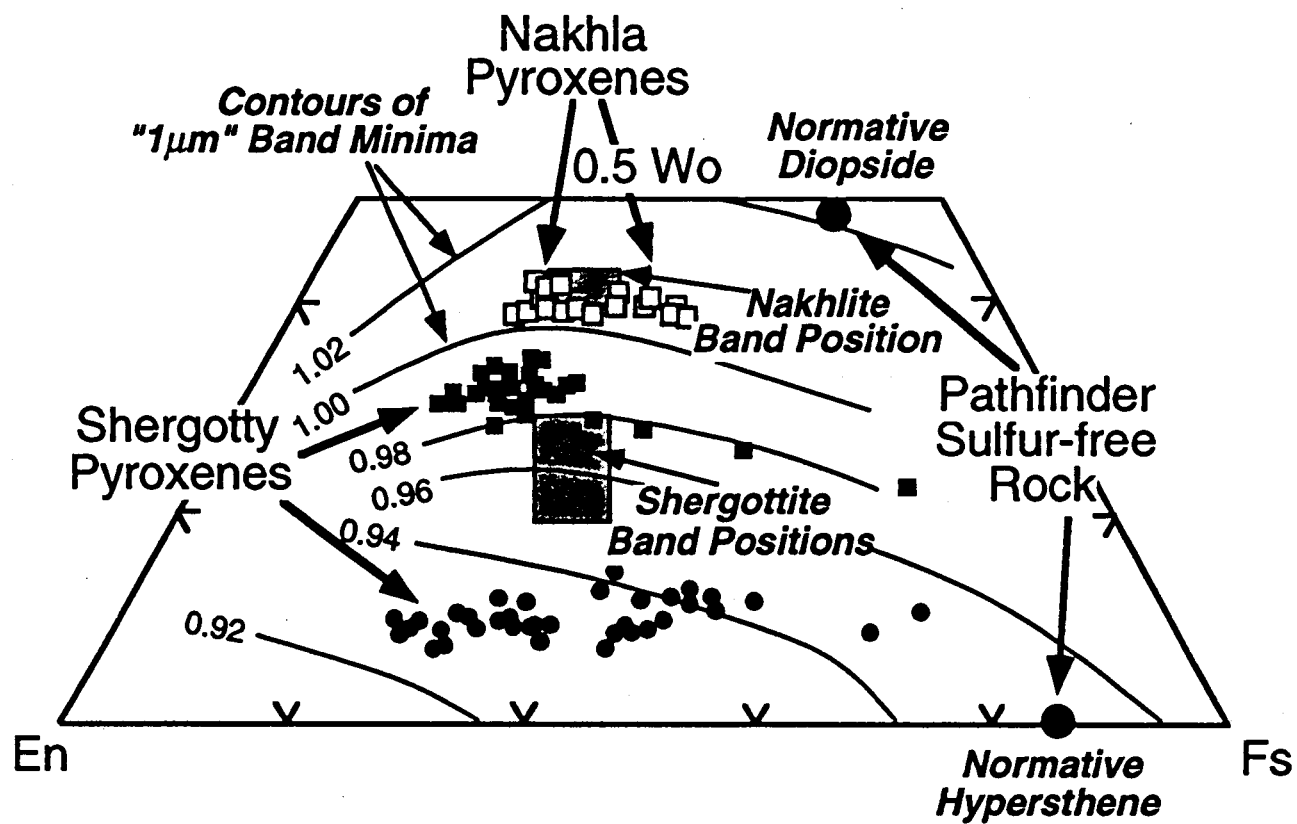 Nakhla
Pyroxenes
Contours of
"1μm" Band Minima
Normative
Diopside
0.5 Wo
Nakhlite
Band Position
1.02
1.00
Shergotty
Pyroxenes
0.98
0.96
0.94
0.92
Pathfinder
Sulfur-free
Rock
Shergottite
Band Positions
En
Fs
Normative
Hypersthene